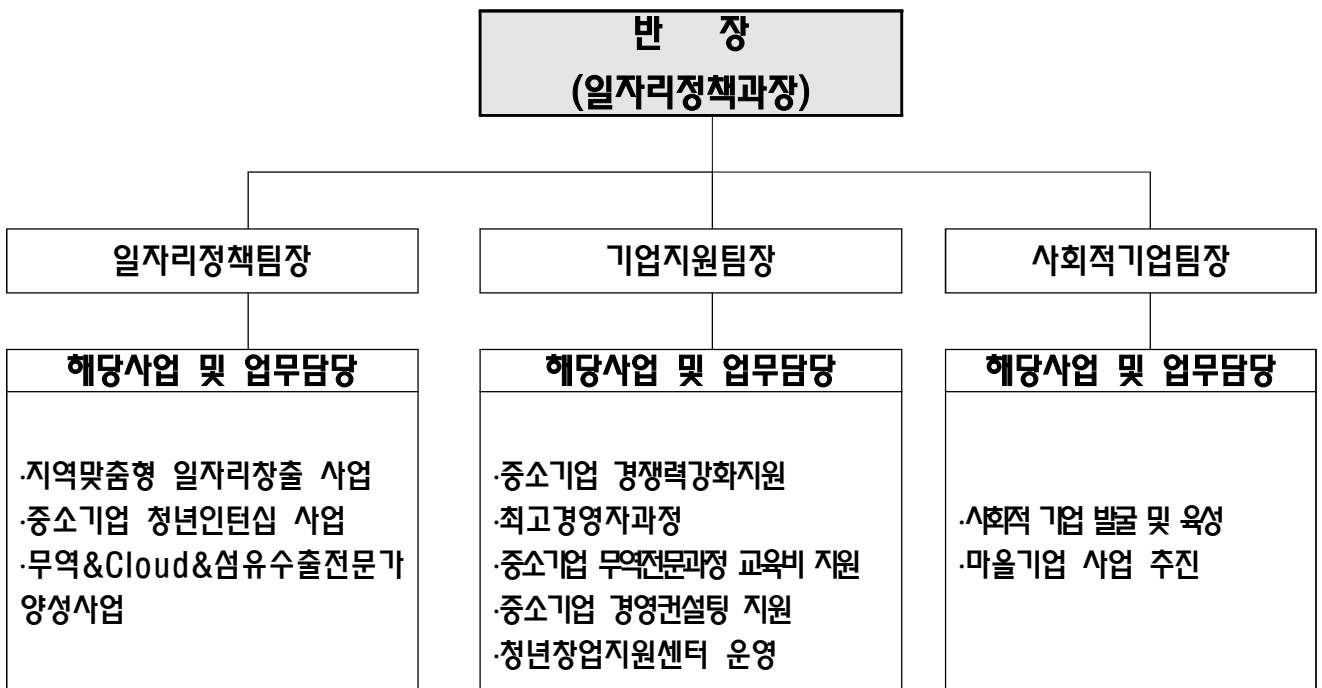 반 장
(일자리정책과장)
일자리정책팀장
기업지원팀장
사회적기업팀장
해당사업 및 업무담당
·지역맞춤형 일자리창출 사업
·중소기업 청년인턴십 사업
·무역&Cloud&섬유수출전문가
양성사업
해당사업 및 업무담당
·중소기업 경쟁력강화지원
·최고경영자과정
·중소기업 무역전문과정 교육비 지원
·중소기업 경영컨설팅 지원
·청년창업지원센터 운영
해당사업 및 업무담당
·사회적 기업 발굴 및 육성
·마을기업 사업 추진